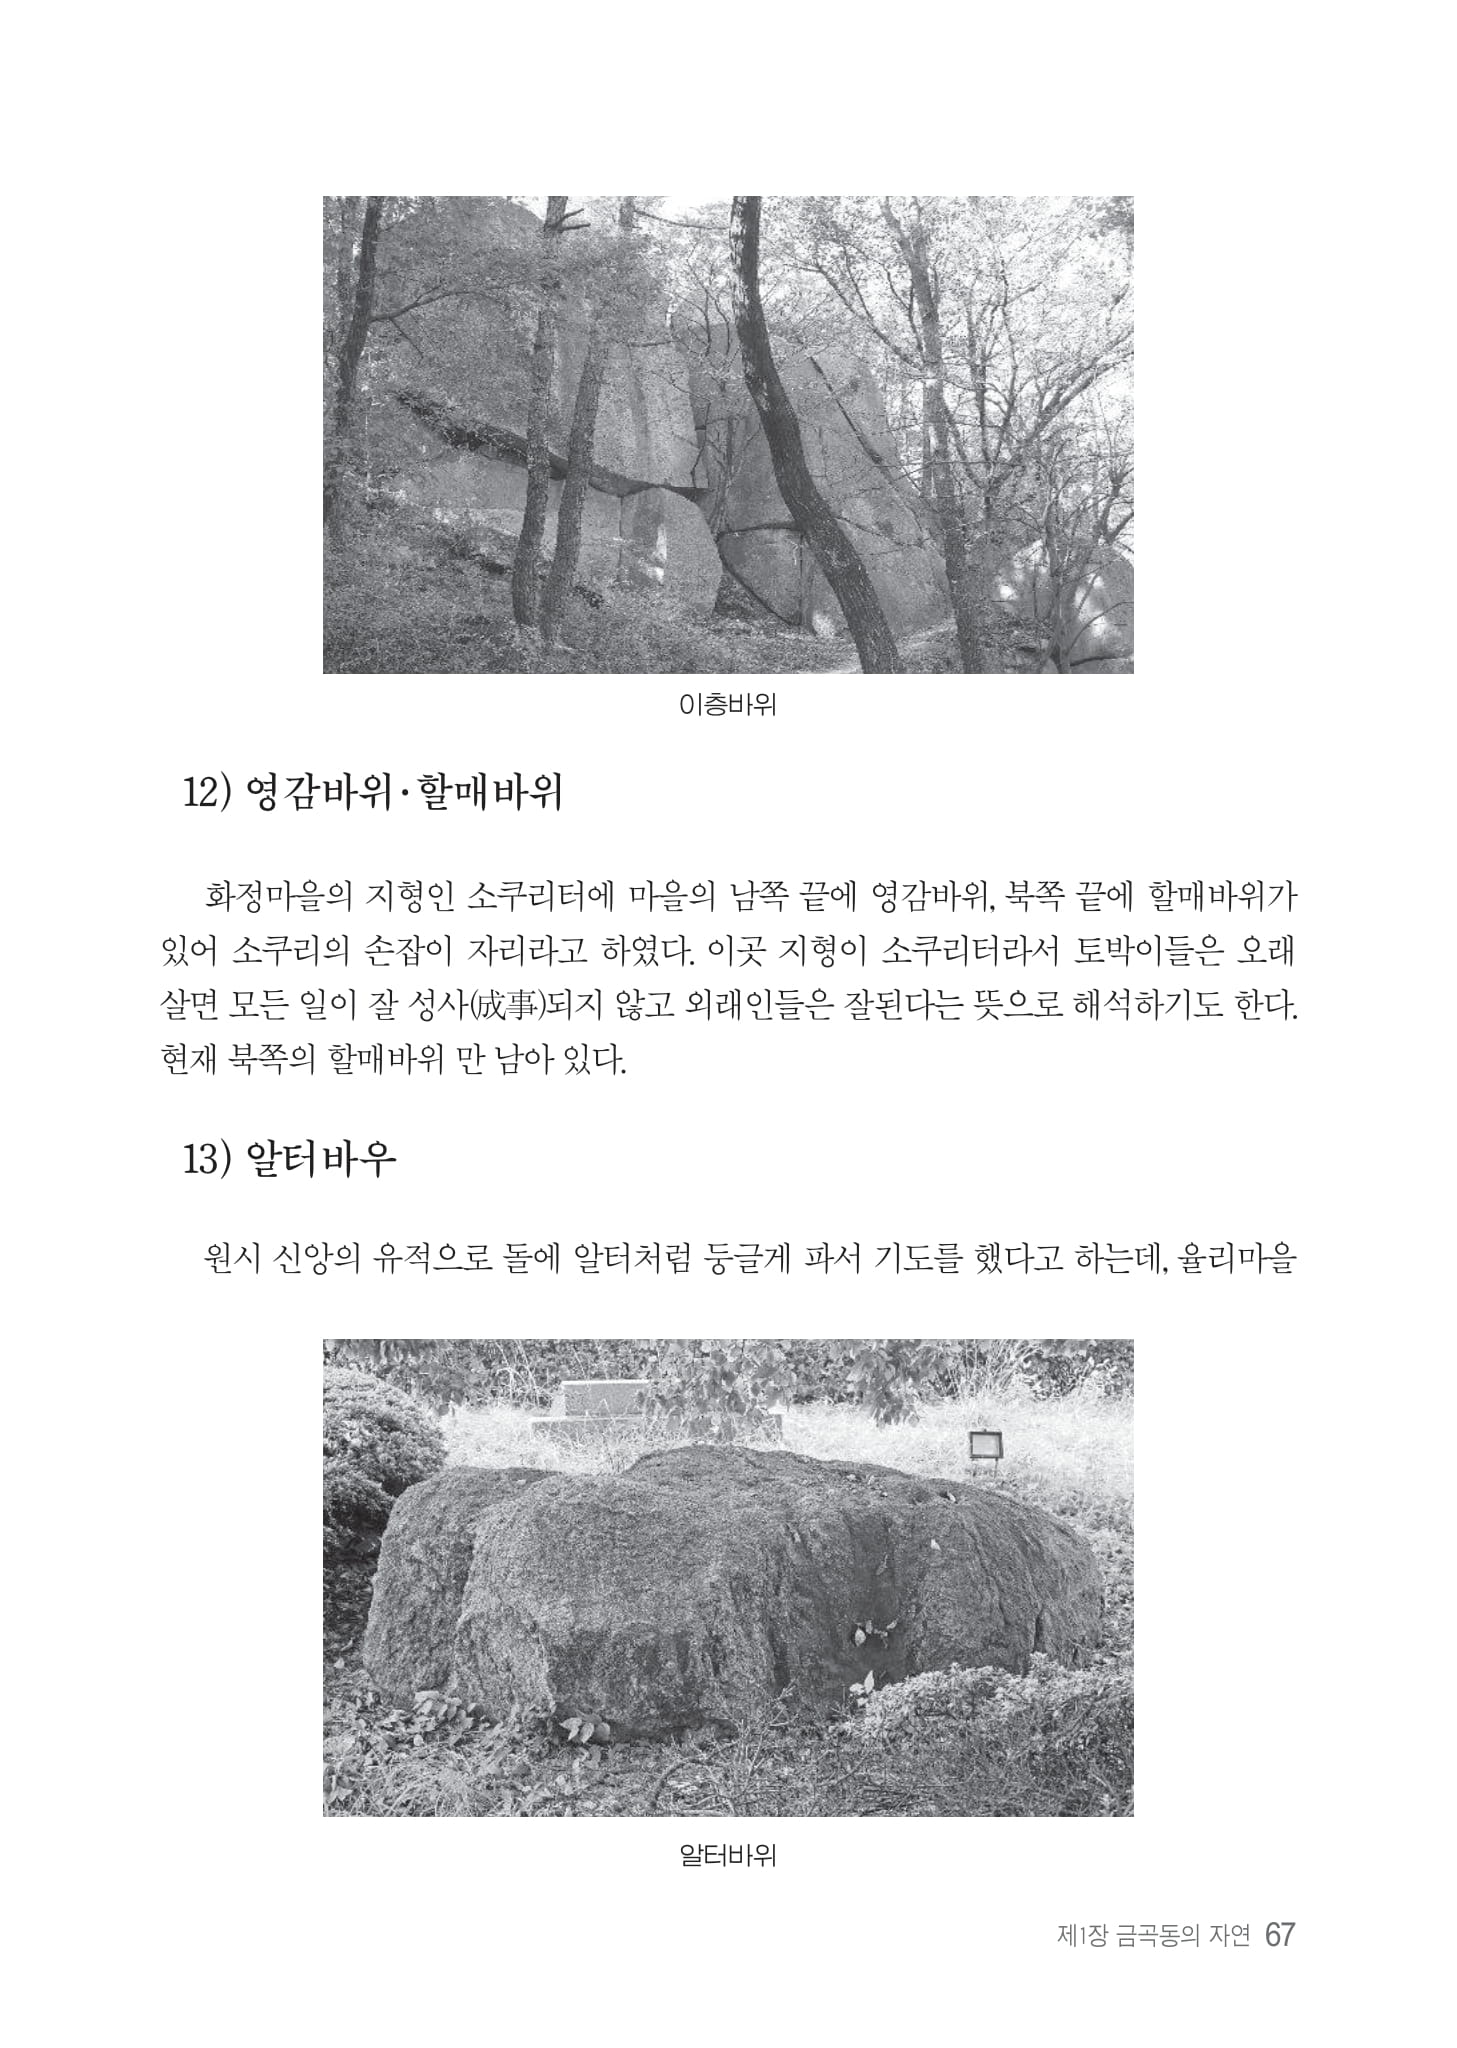 이층바위
12) 영감바위·할매바위
화정마을의 지형인 소쿠리터에 마을의 남쪽 끝에 영감바위, 북쪽 끝에 할매바위가
있어 소쿠리의 손잡이 자리라고 하였다. 이곳 지형이 소쿠리터라서 토박이들은 오래
살면 모든 일이 잘 성사(成事)되지 않고 외래인들은 잘된다는 뜻으로 해석하기도 한다.
현재 북쪽의 할매바위 만 남아 있다.
13) 알터바우
원시 신앙의 유적으로 돌에 알터처럼 둥글게 파서 기도를 했다고 하는데, 율리마을
알터바위
제1장 금곡동의 자연 67